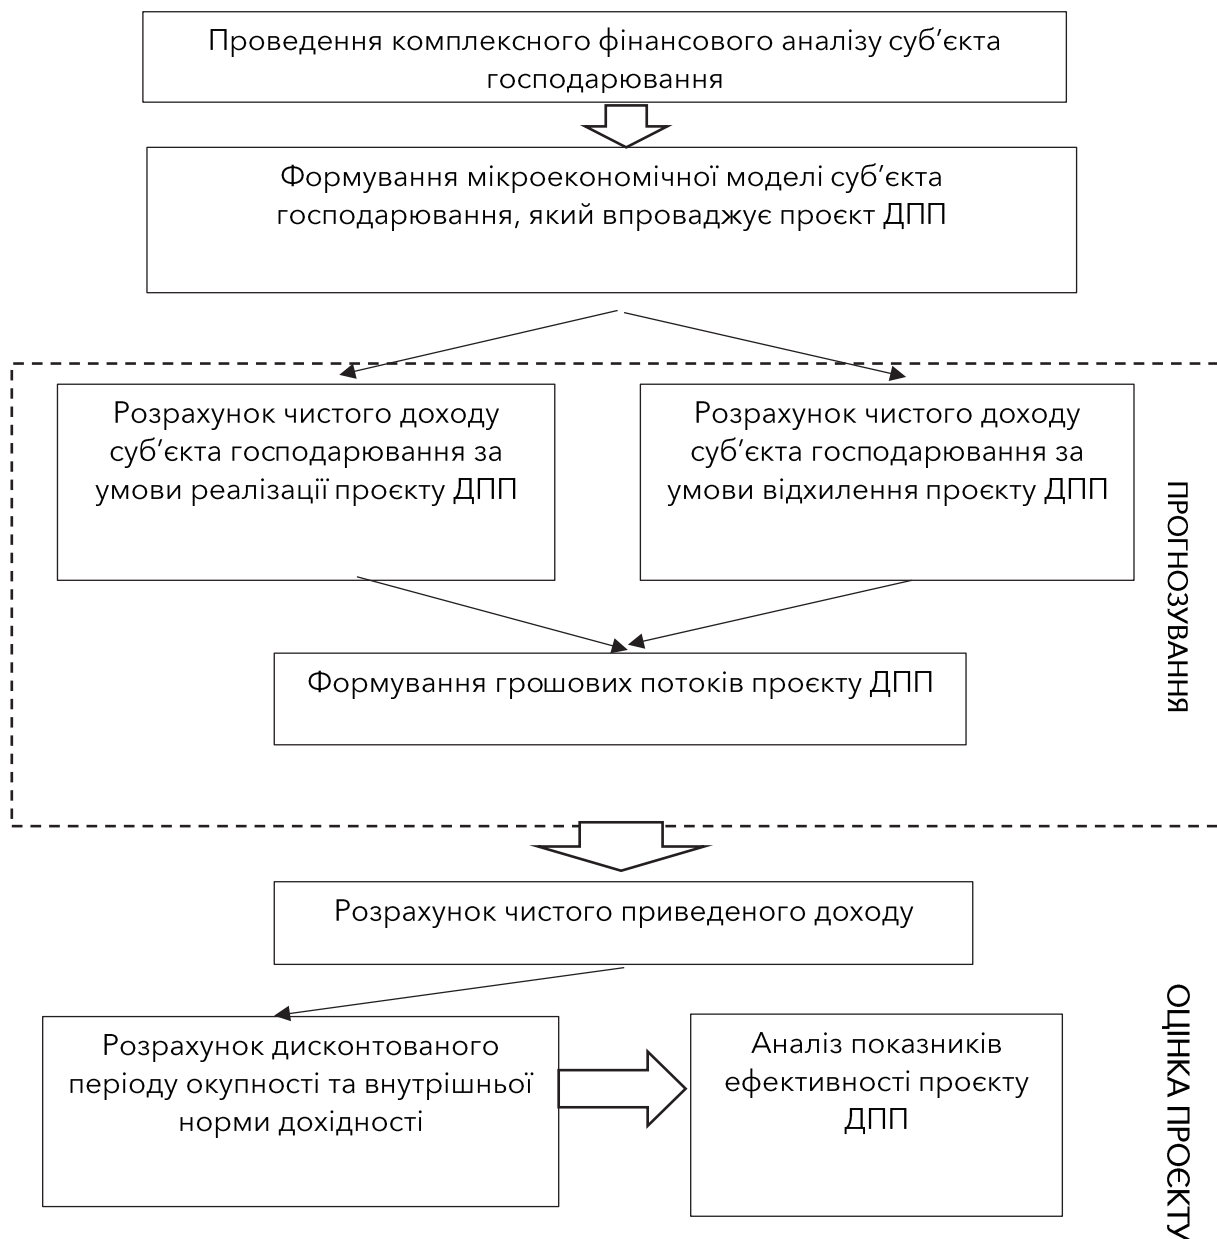 Проведення комплексного фінансового аналізу суб’єкта
господарювання
Формування мікроекономічної моделі суб’єкта
господарювання, який впроваджує проєкт ДПП
Розрахунок чистого доходу
суб’єкта господарювання за
умови реалізації проєкту ДПП
Розрахунок чистого доходу
суб’єкта господарювання за
умови відхилення проєкту ДПП
ПРОГНОЗУВАННЯ
Формування грошових потоків проєкту ДПП
Розрахунок чистого приведеного доходу
Розрахунок дисконтованого
періоду окупності та внутрішньої
норми дохідності
Аналіз показників
ефективності проєкту
ДПП
ОЦІНКА ПРОЄКТУ